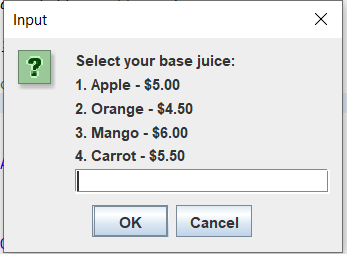 Input
Select your base juice:
1. Apple - $5.00
2. Orange - $4.50
3. Mango - $6.00
4. Carrot - $5.50
OK
Cancel